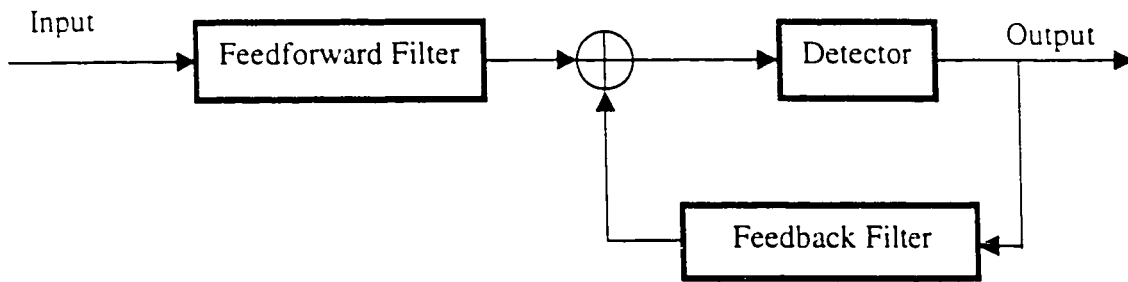 Input
Feedforward Filter
Detector
Output
Feedback Filter